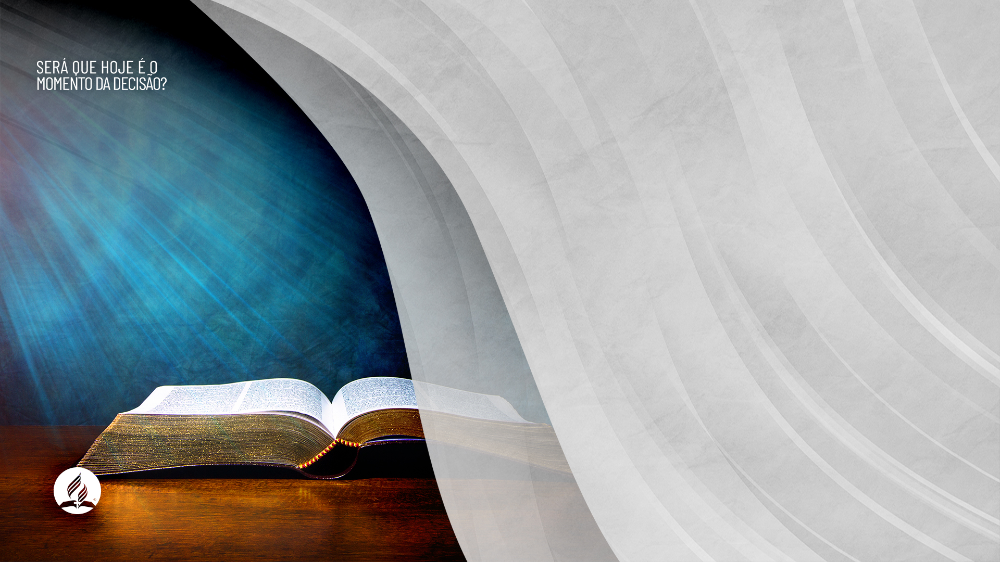 SERÁ QUE HOJE É O
MOMENTO DA DECISÃO?